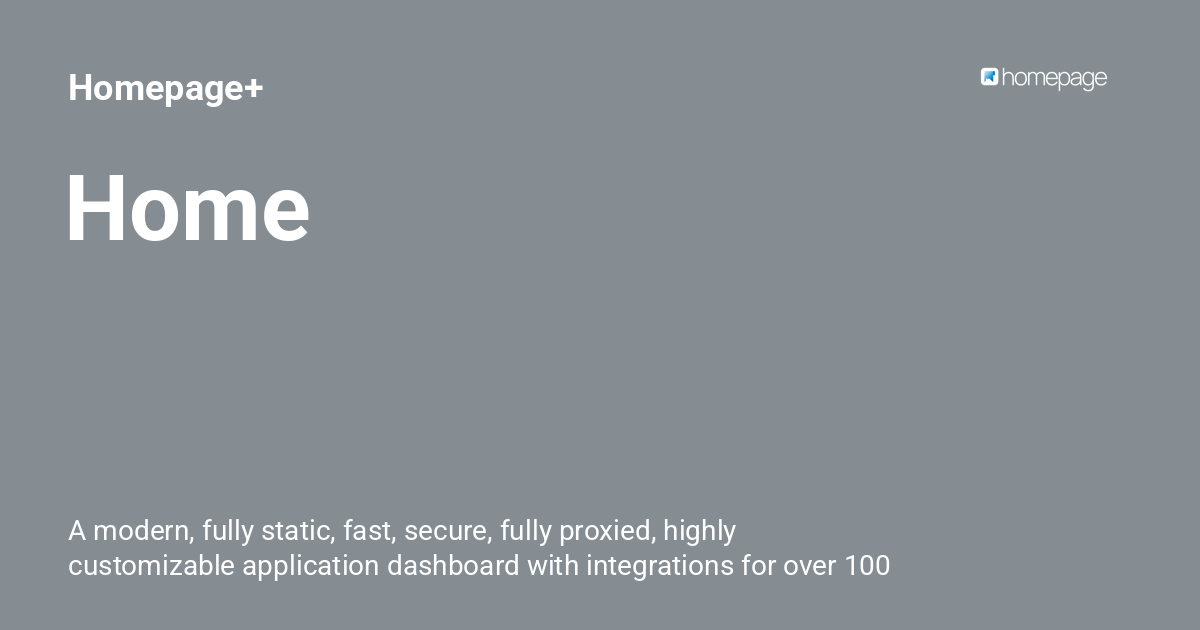 Homepage+
homepage
Home
A modern, fully static, fast, secure, fully proxied, highly
customizable application dashboard with integrations for over 100